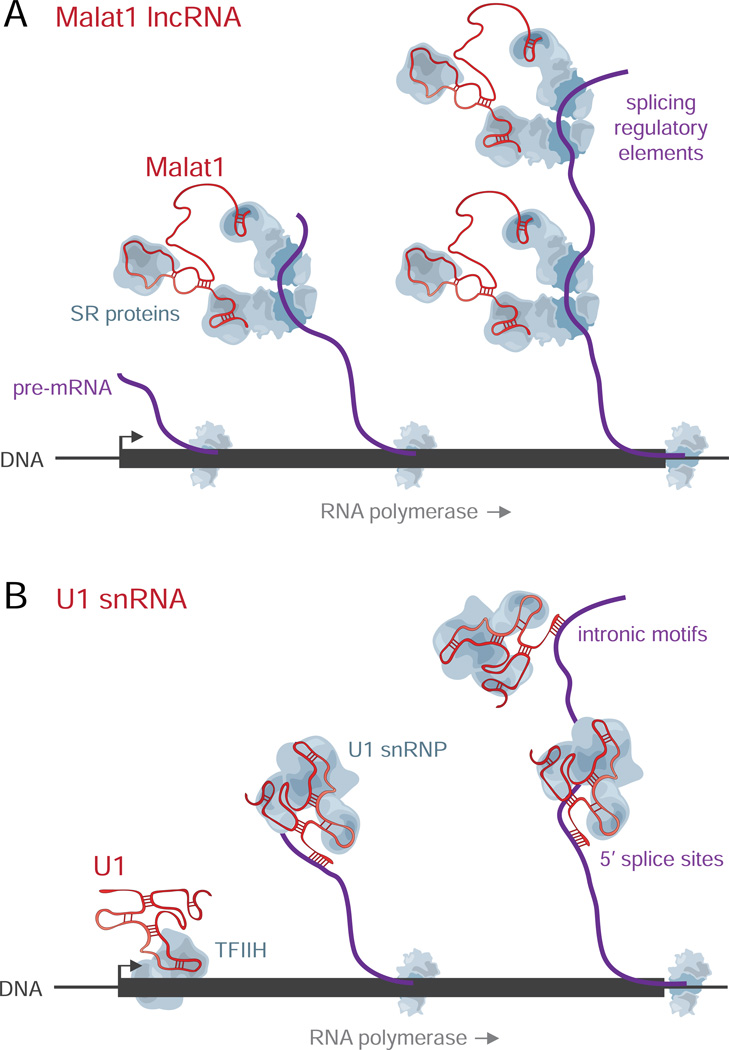 A Malat1 lncRNA
splicing
regulatory
elements
Malat1
SR proteins
pre-mRNA
DNA
RNA polymerase →
B U1 snRNA
intronic motifs
U1 snRNP
5′ splice sites
U1
TFIIH
DNA
RNA polymerase →